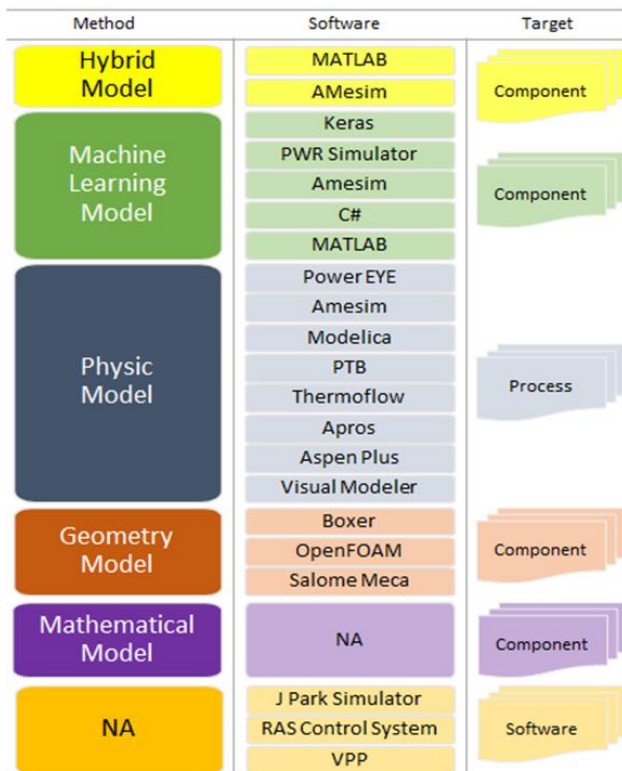 Method Software Target
Hybrid
Model
MATLAB
AMesim
Component
Machine
Learning
Model
Keras
PWR Simulator
Amesim
C#
MATLAB
Component
Physic
Model
Power EYE
Amesim
Modelica
PTB
Thermoflow
Apros
Aspen Plus
Visual Modeler
Process
Geometry
Model
Boxer
OpenFOAM
Salome Meca
Component
Mathematical
Model
NA
Component
NA
J Park Simulator
RAS Control System
VPP
Software